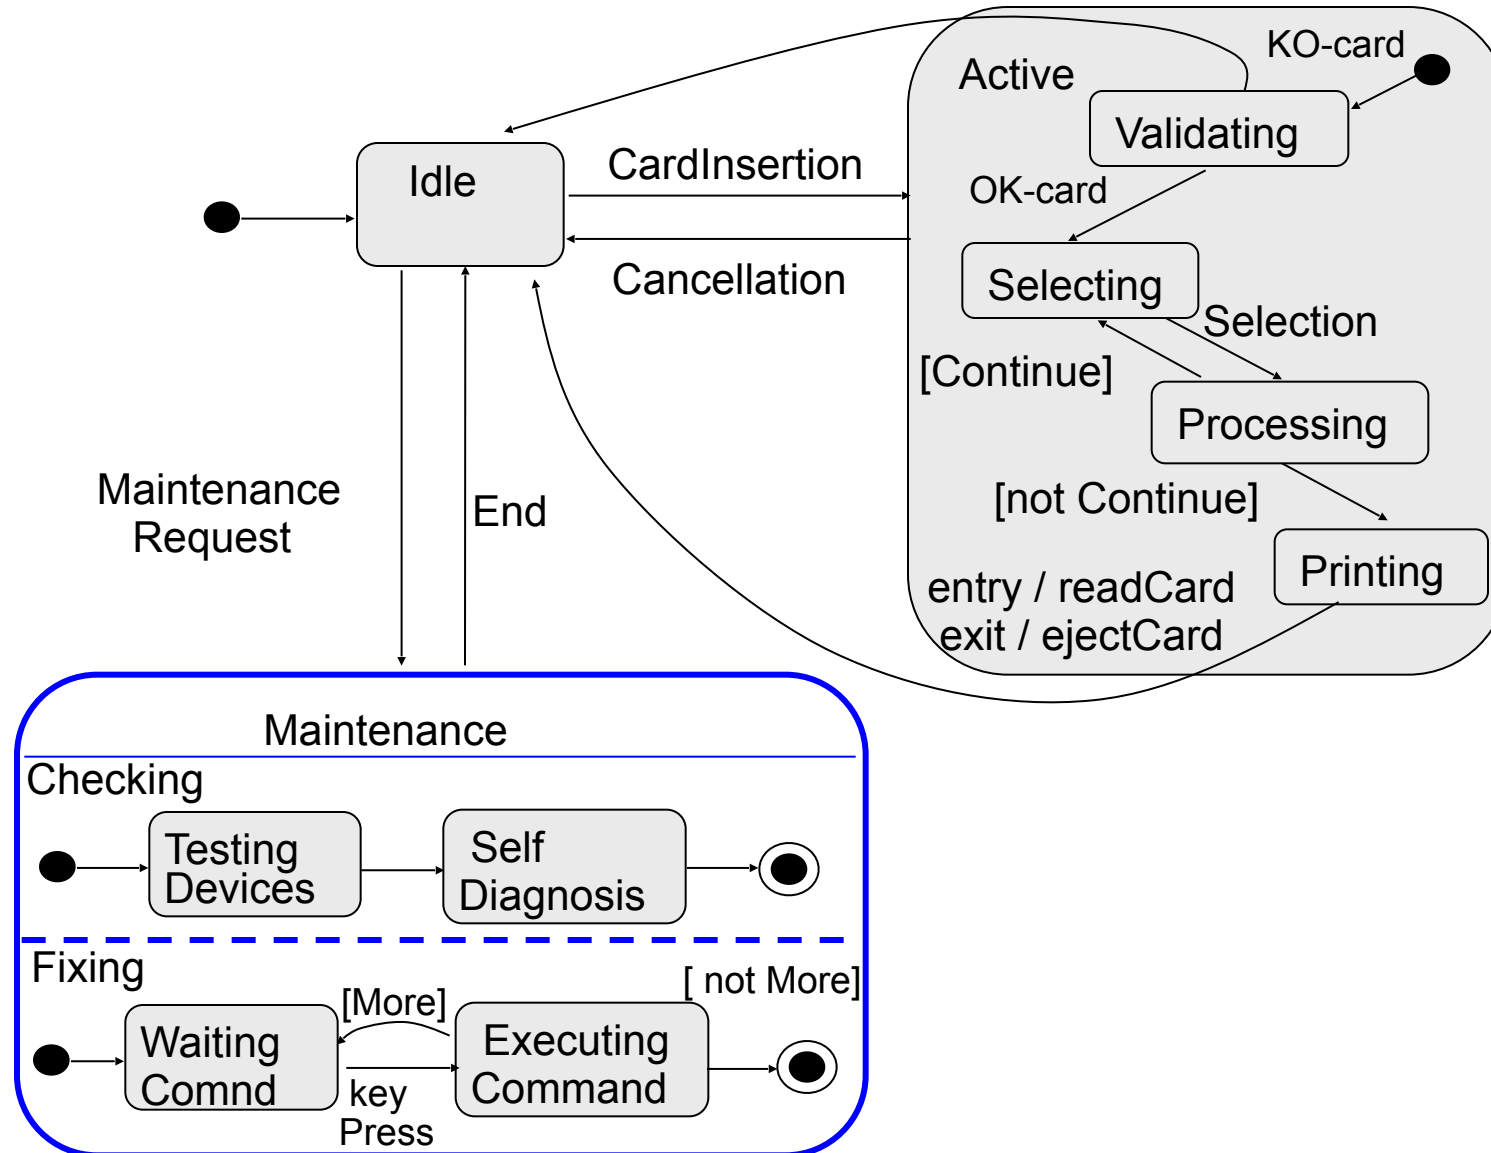 KO-card
Active
Validating
Idle
CardInsertion
OK-card
Cancellation
Selecting
Selection
[Continue]
Processing
Maintenance
Request
End
[not Continue]
Printing
entry / readCard
exit / ejectCard
Maintenance
Checking
Testing
Devices
Self
Diagnosis
Fixing
[ not More]
[More]
Waiting
Comnd
Executing
Command
key
Press